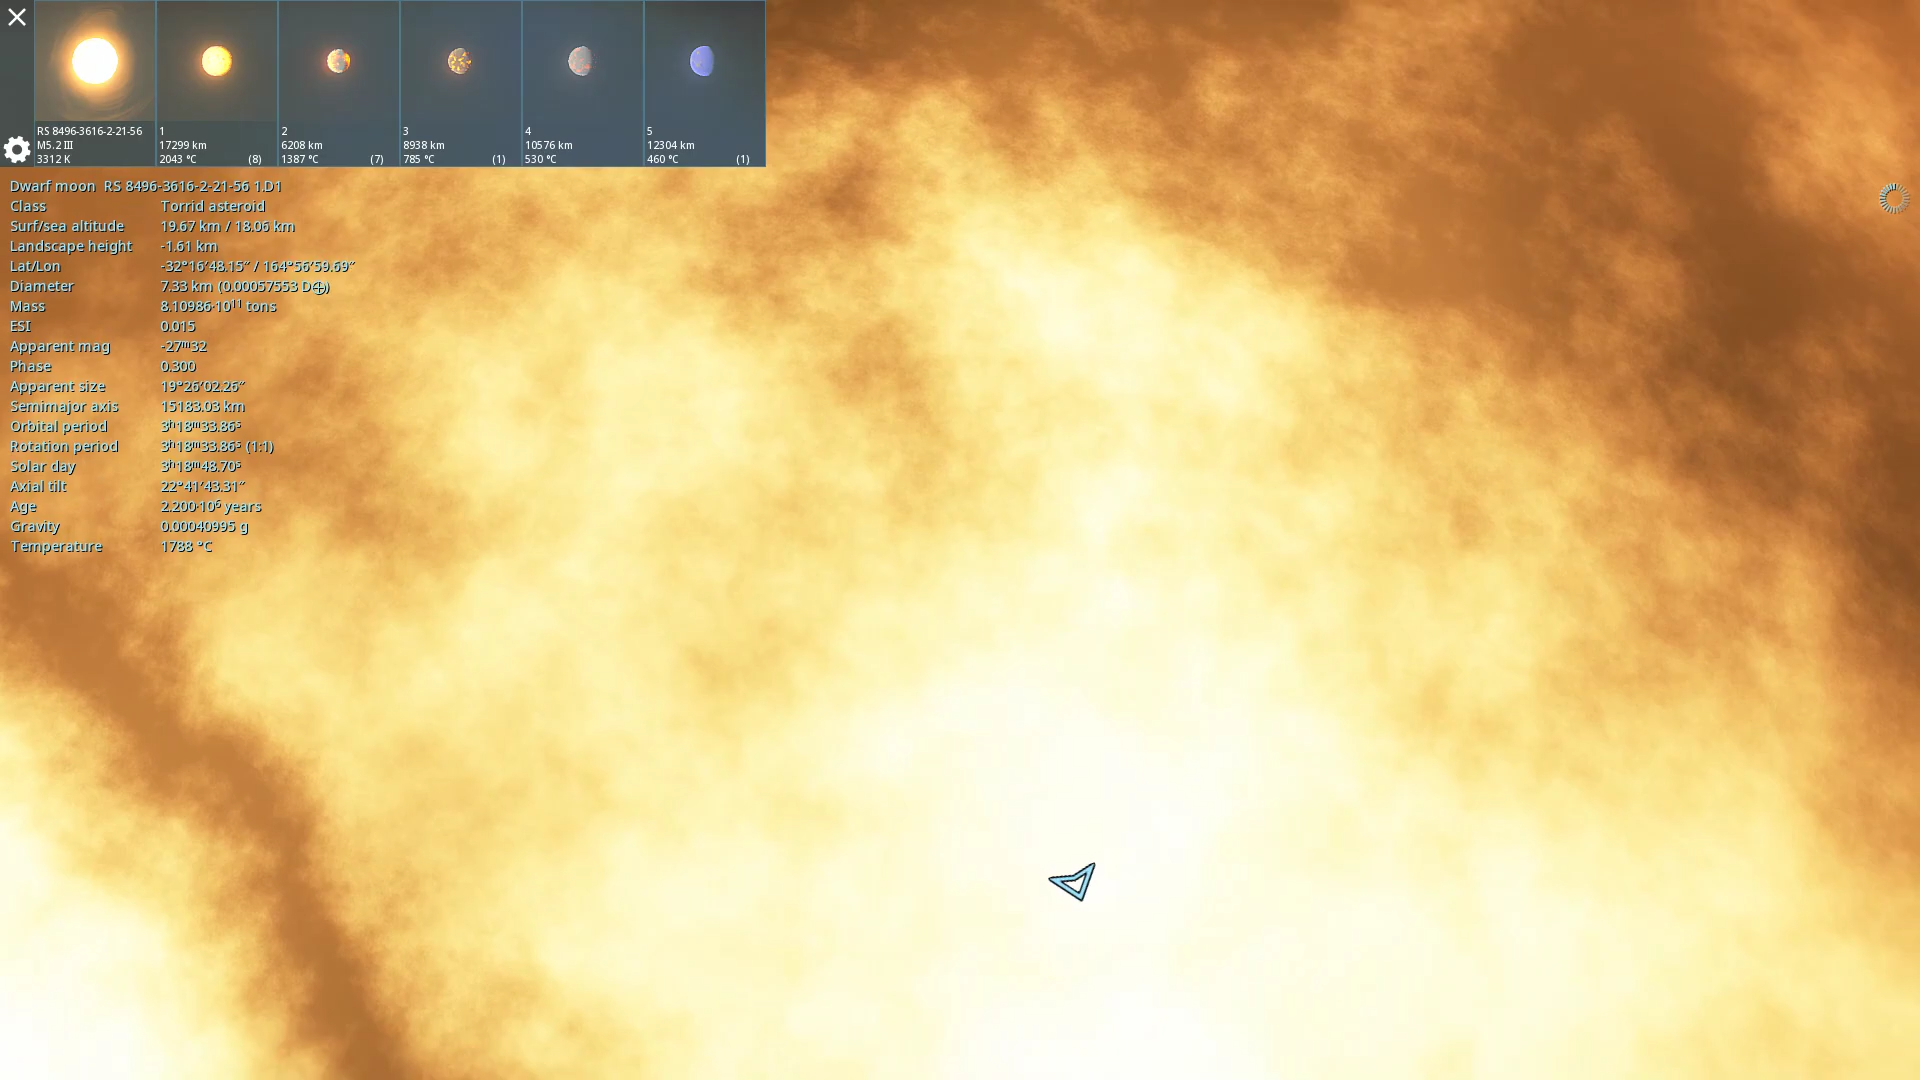 RS 8496-3616-2-21-56
M5.2 III
3312 K
1
17299 km
2043 °C (8)
2
6208 km
1387 °C (7)
3
8938 km
785 °C (1)
4
10576 km
530 °C
5
12304 km
460 °C (1)
Dwarf moon RS 8496-3616-2-21-56 1.D1
Class Torrid asteroid
Surf/sea altitude 19.67 km / 18.06 km
Landscape height -1.61 km
Lat/Lon -32°16′48.15″ / 164°56′59.69″
Diameter 7.33 km (0.00057553 D⊕)
Mass 8.10986·10¹¹ tons
ESI 0.015
Apparent mag -27ᵐ32
Phase 0.300
Apparent size 19°26′02.26″
Semimajor axis 15183.03 km
Orbital period 3ʰ18ᵐ33.86ˢ
Rotation period 3ʰ18ᵐ33.86ˢ (1:1)
Solar day 3ʰ18ᵐ48.70ˢ
Axial tilt 22°41′43.31″
Age 2.200·10⁶ years
Gravity 0.00040995 g
Temperature 1788 °C